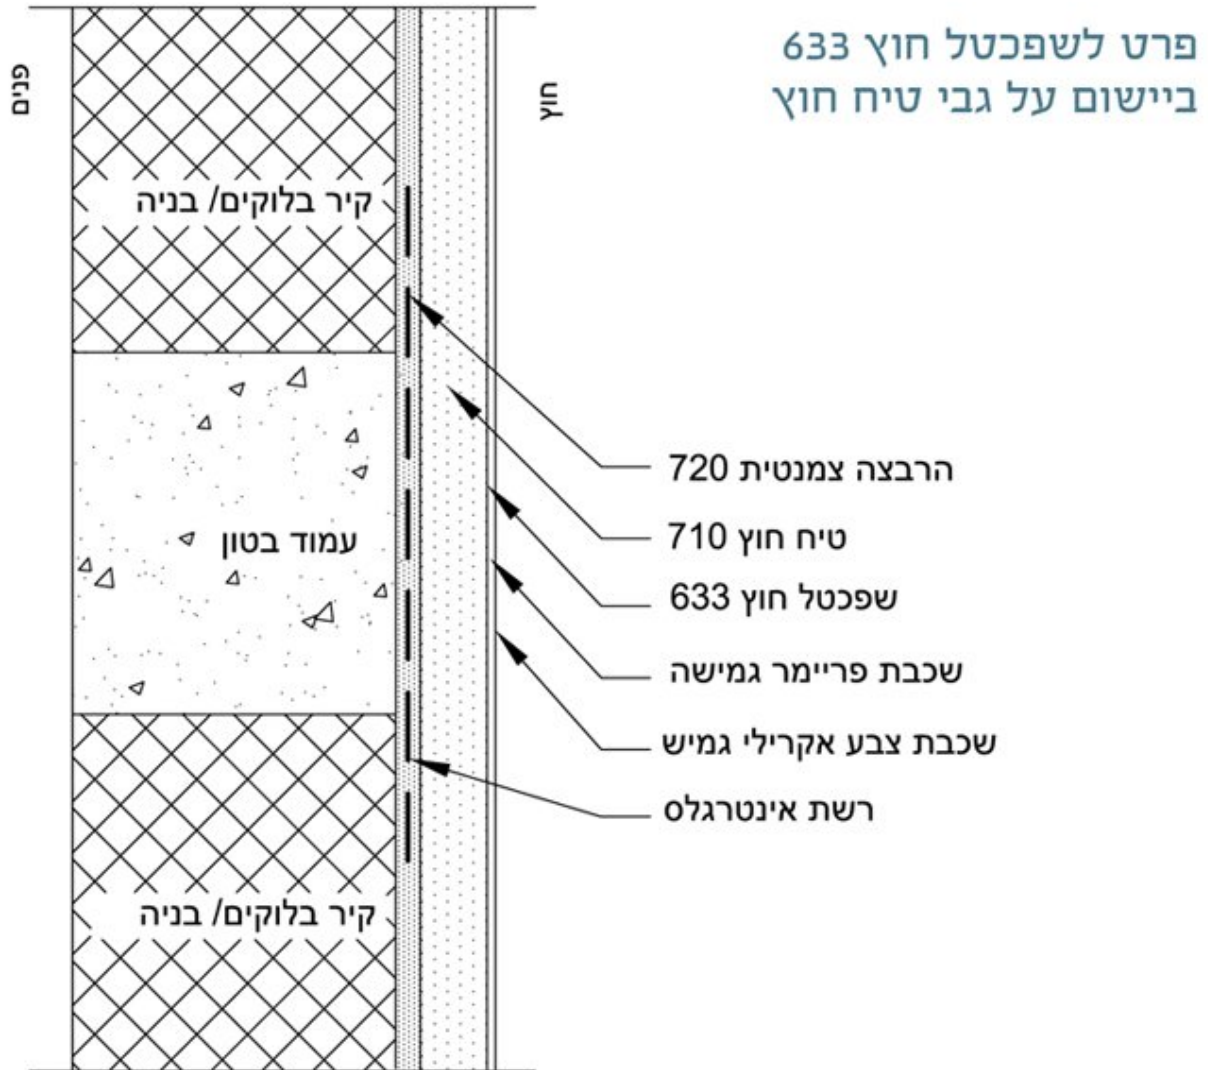 פרט לשפכטל חוץ 633
ביישום על גבי טיח חוץ
חוץ
פנים
קיר בלוקים/ בניה
עמוד בטון
קיר בלוקים/ בניה
הרבצה צמנטית 720
טיח חוץ 710
שפכטל חוץ 633
שכבת פריימר גמישה
שכבת צבע אקרילי גמיש
רשת אינטרגלס